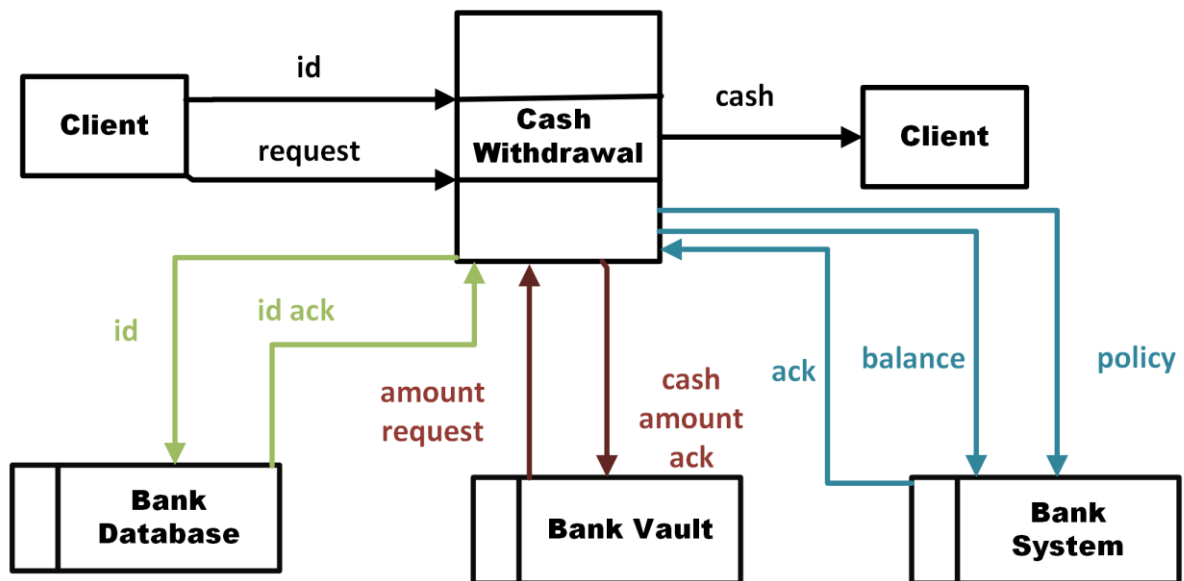 id
cash
Client
Cash
Withdrawal
Client
request
id
id ack
amount
request
cash
amount
ack
ack
balance
policy
Bank
Database
Bank Vault
Bank
System